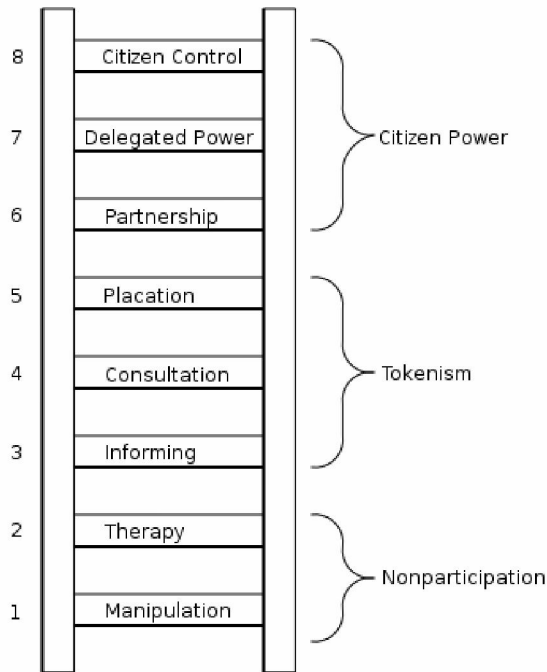 8 Citizen Control
7 Delegated Power Citizen Power
6 Partnership
5 Placation
4 Consultation Tokenism
3 Informing
2 Therapy
Nonparticipation
1 Manipulation